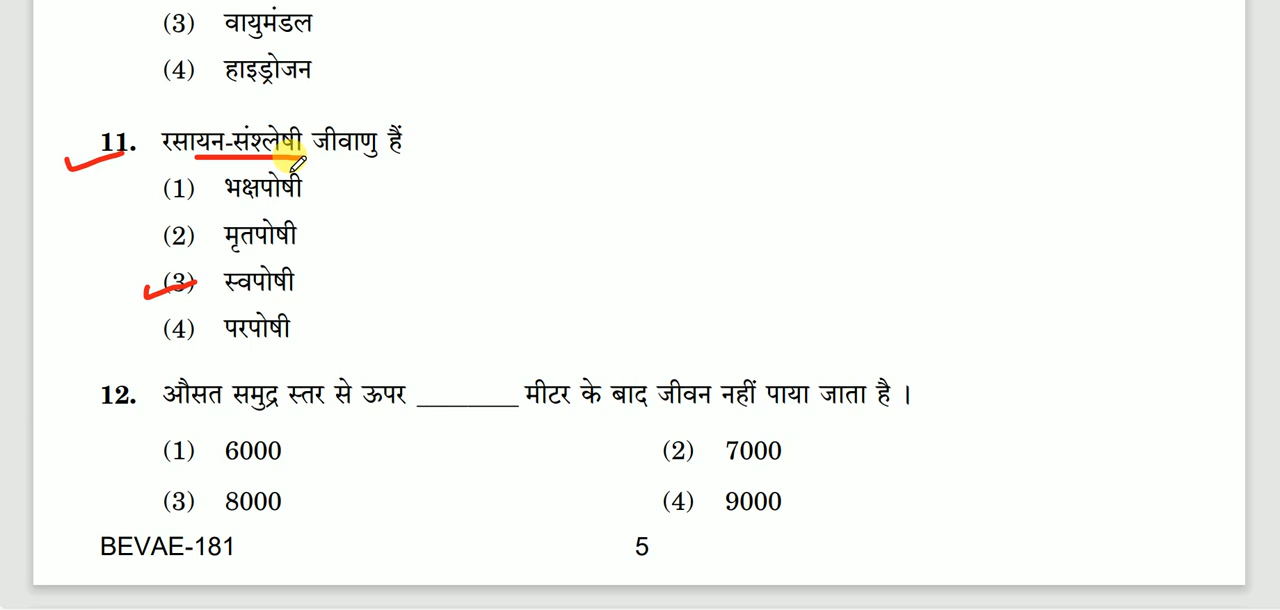 (3) वायुमंडल
(4) हाइड्रोजन
11. रसायन-संश्लेषी जीवाणु हैं
(1) भक्षपोषी
(2) मृतपोषी
(3) स्वपोषी
(4) परपोषी
12. औसत समुद्र स्तर से ऊपर _______ मीटर के बाद जीवन नहीं पाया जाता है ।
(1) 6000 (2) 7000
(3) 8000 (4) 9000
BEVAE-181 5